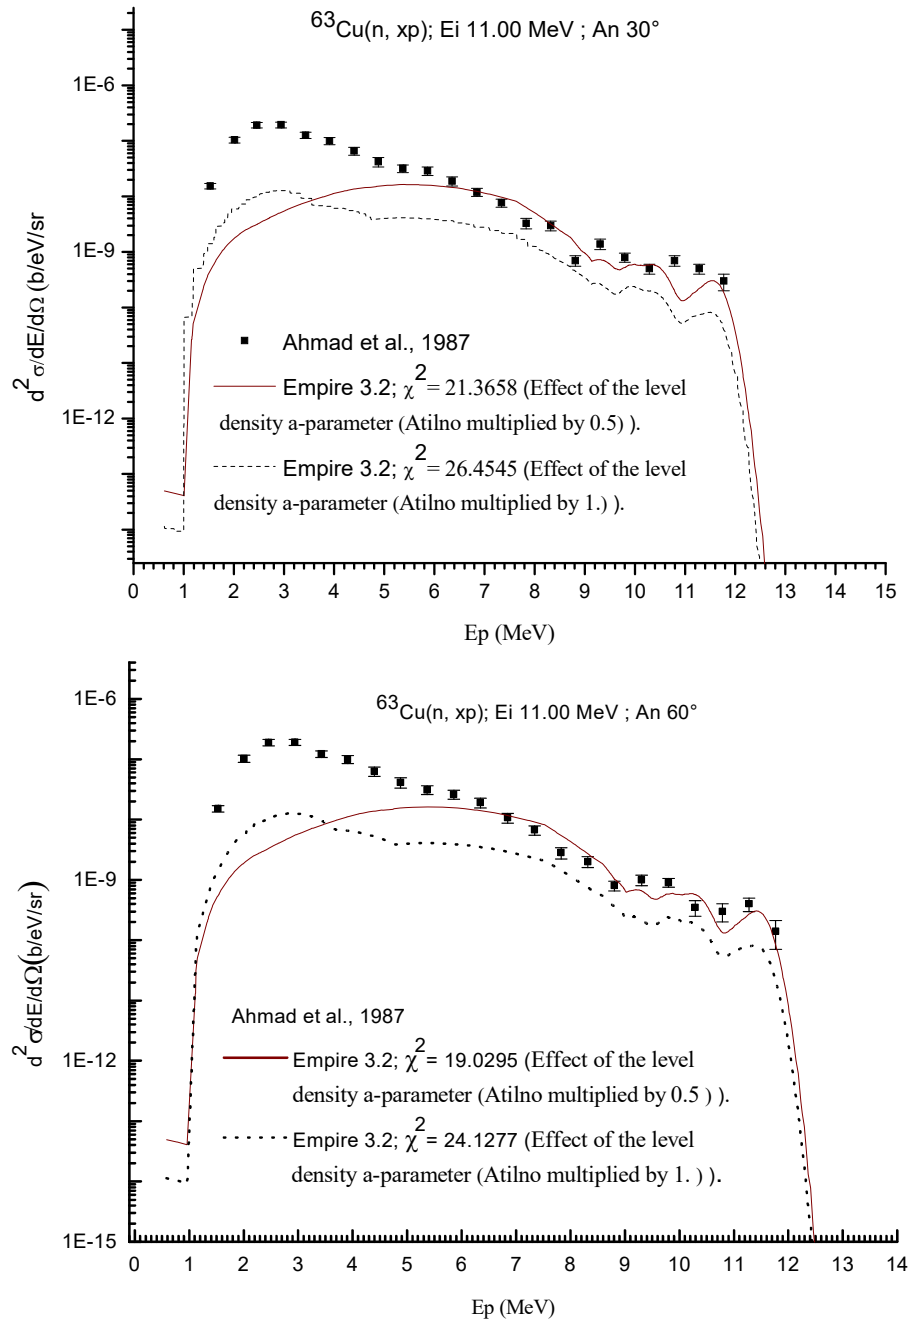 ⁶³Cu(n, xp); Ei 11.00 MeV ; An 30°
1E-6
1E-9
1E-12
d² σ/dE/dΩ (b/eV/sr)
Ahmad et al., 1987
Empire 3.2; χ² = 21.3658 (Effect of the level
density a-parameter (Atilno multiplied by 0.5) ).
Empire 3.2; χ² = 26.4545 (Effect of the level
density a-parameter (Atilno multiplied by 1.) ).
0 1 2 3 4 5 6 7 8 9 10 11 12 13 14 15
Ep (MeV)
⁶³Cu(n, xp); Ei 11.00 MeV ; An 60°
1E-6
1E-9
1E-12
1E-15
d² σ/dE/dΩ(b/eV/sr)
Ahmad et al., 1987
Empire 3.2; χ² = 19.0295 (Effect of the level
density a-parameter (Atilno multiplied by 0.5 ) ).
Empire 3.2; χ² = 24.1277 (Effect of the level
density a-parameter (Atilno multiplied by 1. ) ).
0 1 2 3 4 5 6 7 8 9 10 11 12 13 14
Ep (MeV)